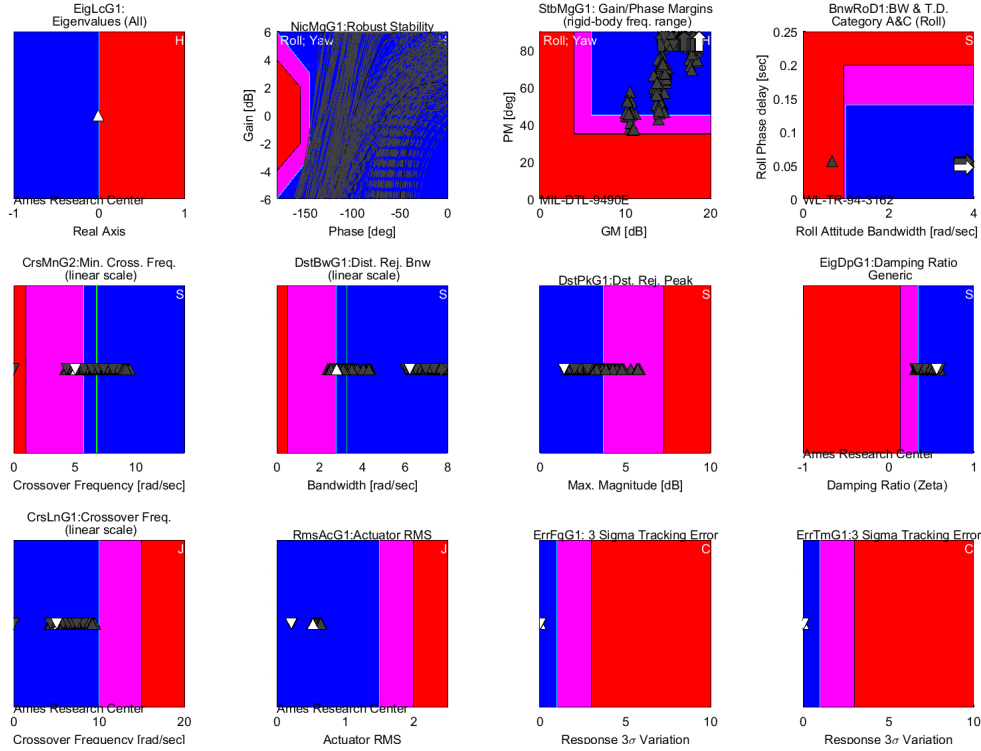 EigLcG1:
Eigenvalues (All)
H
-1 0 1
Ames Research Center
Real Axis
NicMgG1:Robust Stability
Roll; Yaw
Gain [dB]
6
4
2
0
-2
-4
-6
-150 -100 -50 0
Phase [deg]
StbMgG1: Gain/Phase Margins
(rigid-body freq. range)
Roll; Yaw
H
PM [deg]
80
60
40
20
0
MIL-DTL-9490E
0 10 20
GM [dB]
BnwRoD1:BW & T.D.
Category A&C (Roll)
S
Roll Phase delay [sec]
0.25
0.2
0.15
0.1
0.05
0
WL-TR-94-3162
0 2 4
Roll Attitude Bandwidth [rad/sec]
CrsMnG2:Min. Cross. Freq.
(linear scale)
S
0 5 10
Crossover Frequency [rad/sec]
DstBwG1:Dist. Rej. Bnw
(linear scale)
S
0 2 4 6 8
Bandwidth [rad/sec]
DstPkG1:Dst. Rej. Peak
S
0 5 10
Max. Magnitude [dB]
EigDpG1:Damping Ratio
Generic
S
Ames Research Center
-1 0 1
Damping Ratio (Zeta)
CrsLnG1:Crossover Freq.
(linear scale)
J
Ames Research Center
0 10 20
Crossover Frequency [rad/sec]
RmsAcG1:Actuator RMS
J
Ames Research Center
0 1 2
Actuator RMS
ErrFqG1: 3 Sigma Tracking Error
C
0 5 10
Response 3σ Variation
ErrTmG1:3 Sigma Tracking Error
C
0 5 10
Response 3σ Variation